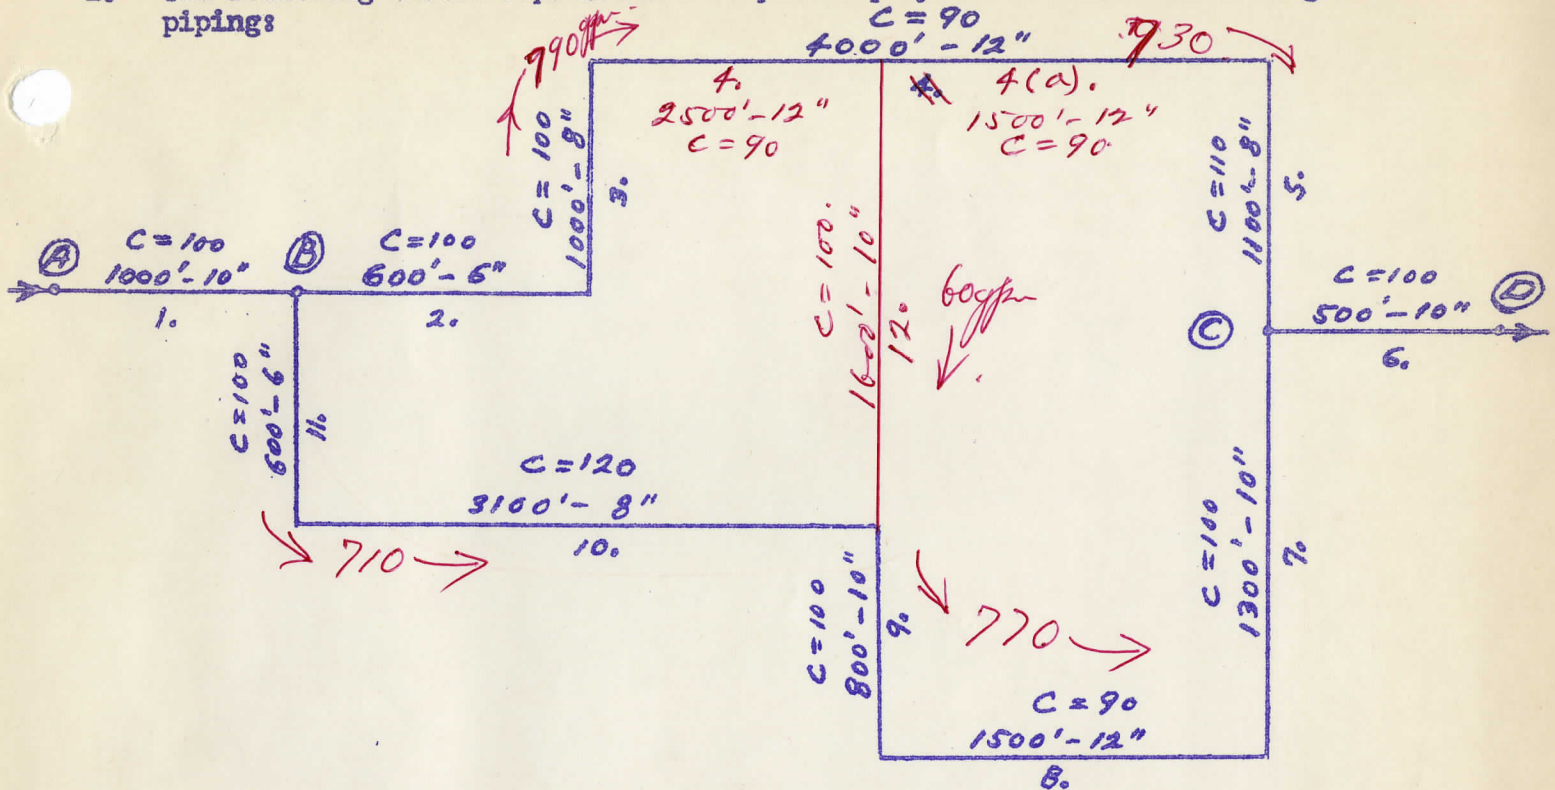 piping:
C = 90
4000' - 12"
990 gpm
930
4.
2500' - 12"
C = 90
4.
4(a).
1500' - 12"
C = 90
C = 100
1000' - 8"
3.
C = 110
1100' - 8"
5.
A
C = 100
1000' - 10"
1.
B
C = 100
600' - 6"
2.
C = 100.
1600' - 10"
12.
60 gpm
C
C = 100
500' - 10"
6.
D
C = 100
600' - 6"
11.
C = 120
3100' - 8"
10.
710
C = 100
800' - 10"
9.
770
C = 100
1300' - 10"
7.
C = 90
1500' - 12"
8.